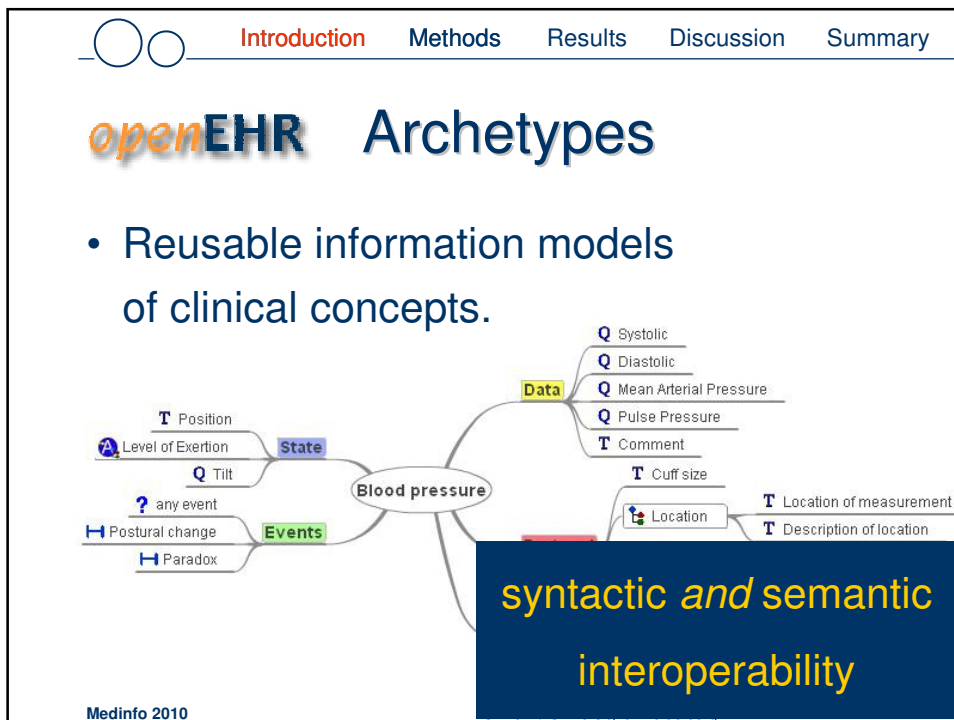 Introduction Methods Results Discussion Summary
openEHR Archetypes
• Reusable information models
of clinical concepts.
Q Systolic
Q Diastolic
Data
Q Mean Arterial Pressure
Q Pulse Pressure
T Comment
T Position
Level of Exertion
State
Q Tilt
Blood pressure
? any event
Postural change
Events
Paradox
T Cuff size
Location
T Location of measurement
T Description of location
syntactic and semantic
interoperability
Medinfo 2010